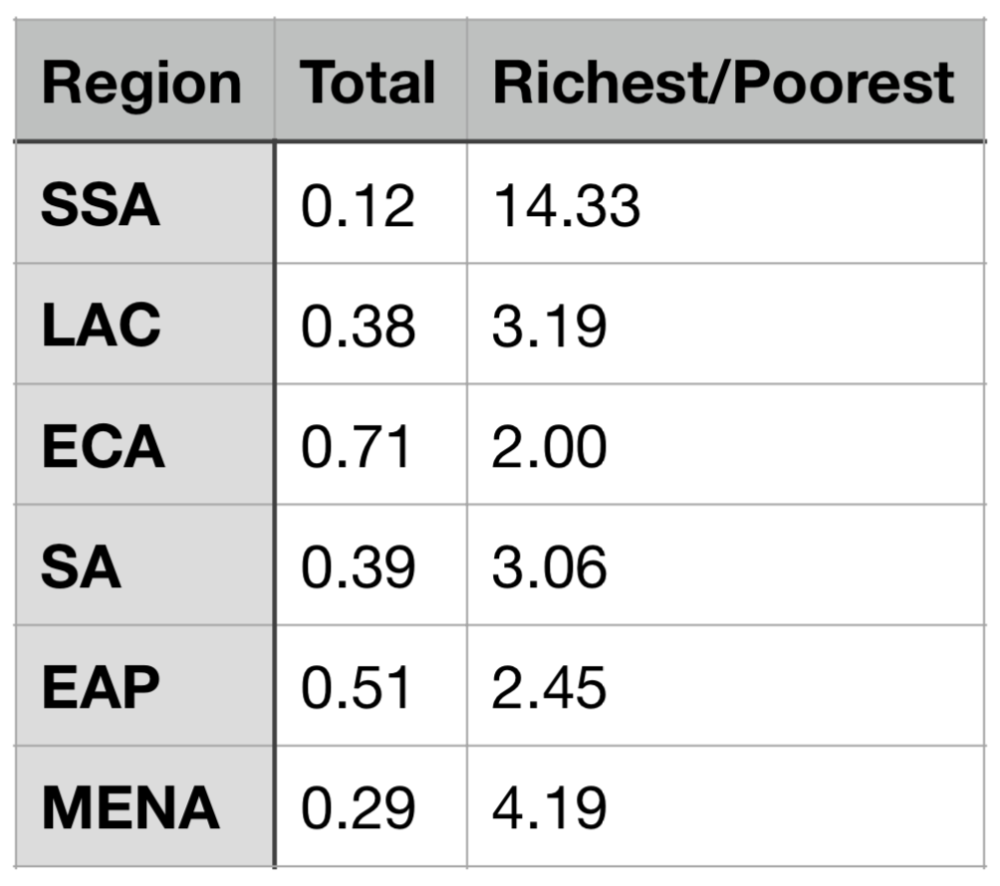 Region Total Richest/Poorest
SSA 0.12 14.33
LAC 0.38 3.19
ECA 0.71 2.00
SA 0.39 3.06
EAP 0.51 2.45
MENA 0.29 4.19